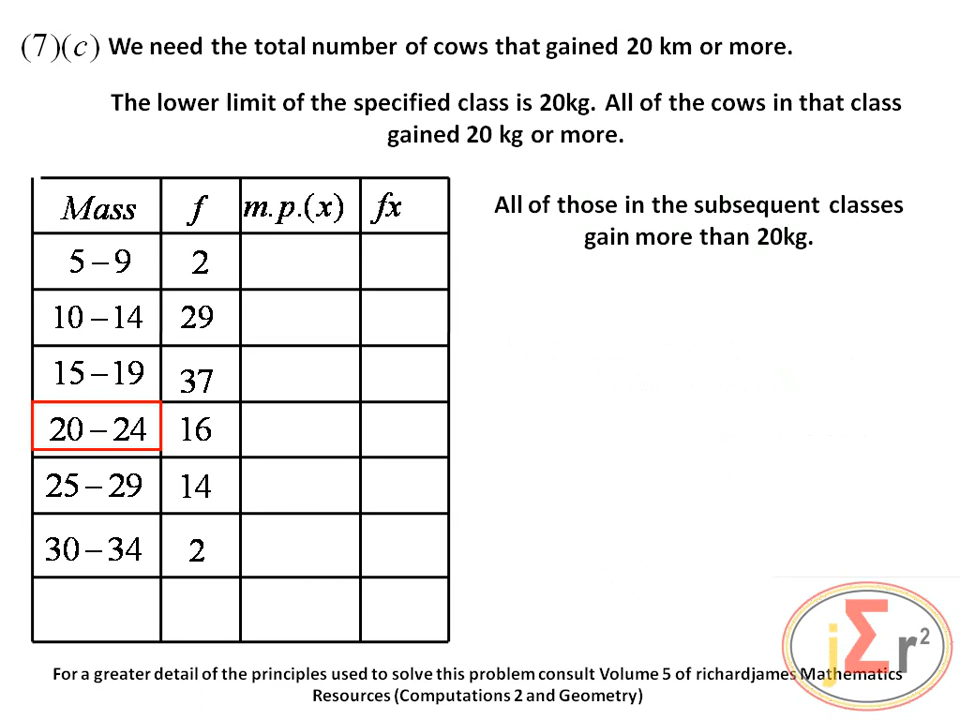 (7)(c) We need the total number of cows that gained 20 km or more.
The lower limit of the specified class is 20kg. All of the cows in that class
gained 20 kg or more.
Mass f m.p.(x) fx
5–9 2
10–14 29
15–19 37
20–24 16
25–29 14
30–34 2
All of those in the subsequent classes
gain more than 20kg.
jΣr²
For a greater detail of the principles used to solve this problem consult Volume 5 of richardjames Mathematics
Resources (Computations 2 and Geometry)